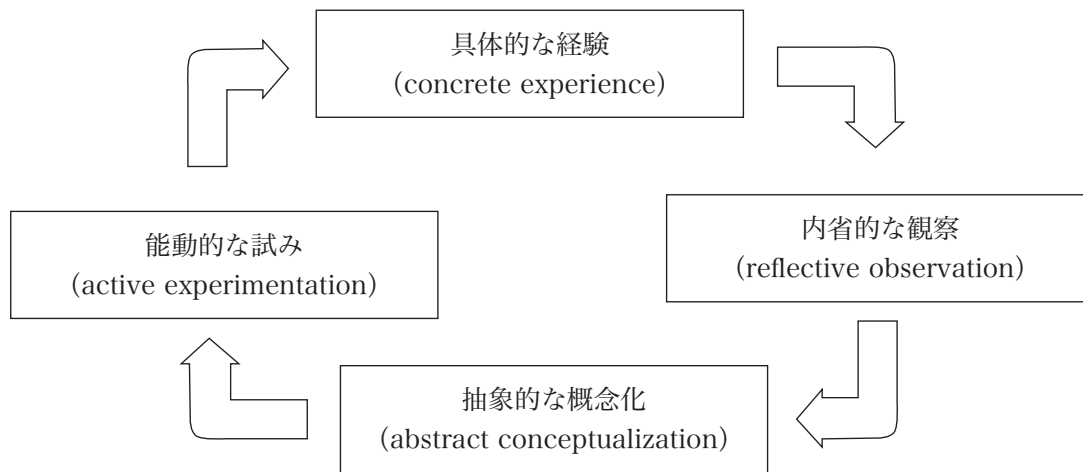 具体的な経験
（concrete experience）
能動的な試み
（active experimentation）
内省的な観察
（reflective observation）
抽象的な概念化
（abstract conceptualization）